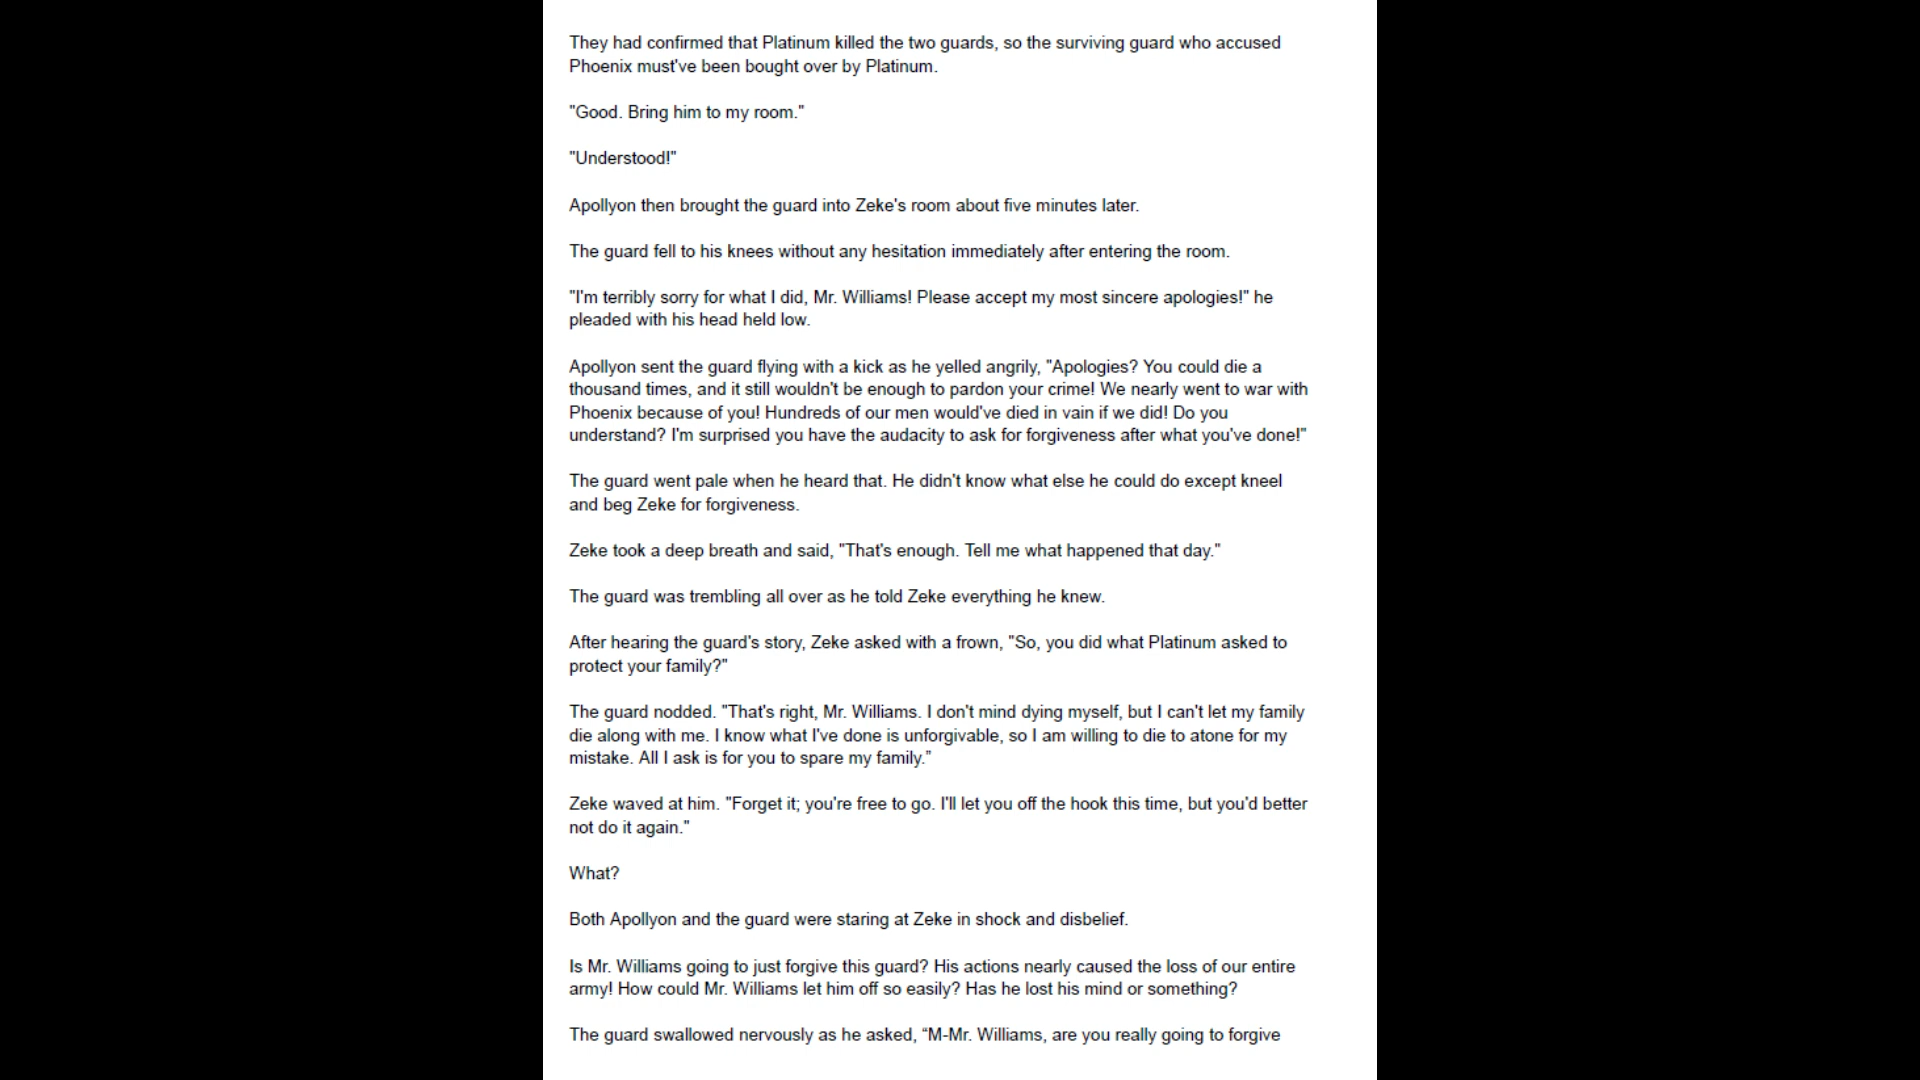 They had confirmed that Platinum killed the two guards, so the surviving guard who accused
Phoenix must've been bought over by Platinum.
"Good. Bring him to my room."
"Understood!"
Apollyon then brought the guard into Zeke's room about five minutes later.
The guard fell to his knees without any hesitation immediately after entering the room.
"I'm terribly sorry for what I did, Mr. Williams! Please accept my most sincere apologies!" he
pleaded with his head held low.
Apollyon sent the guard flying with a kick as he yelled angrily, "Apologies? You could die a
thousand times, and it still wouldn't be enough to pardon your crime! We nearly went to war with
Phoenix because of you! Hundreds of our men would've died in vain if we did! Do you
understand? I'm surprised you have the audacity to ask for forgiveness after what you've done!"
The guard went pale when he heard that. He didn't know what else he could do except kneel
and beg Zeke for forgiveness.
Zeke took a deep breath and said, "That's enough. Tell me what happened that day."
The guard was trembling all over as he told Zeke everything he knew.
After hearing the guard's story, Zeke asked with a frown, "So, you did what Platinum asked to
protect your family?"
The guard nodded. "That's right, Mr. Williams. I don't mind dying myself, but I can't let my family
die along with me. I know what I've done is unforgivable, so I am willing to die to atone for my
mistake. All I ask is for you to spare my family.”
Zeke waved at him. "Forget it; you're free to go. I'll let you off the hook this time, but you'd better
not do it again."
What?
Both Apollyon and the guard were staring at Zeke in shock and disbelief.
Is Mr. Williams going to just forgive this guard? His actions nearly caused the loss of our entire
army! How could Mr. Williams let him off so easily? Has he lost his mind or something?
The guard swallowed nervously as he asked, “M-Mr. Williams, are you really going to forgive